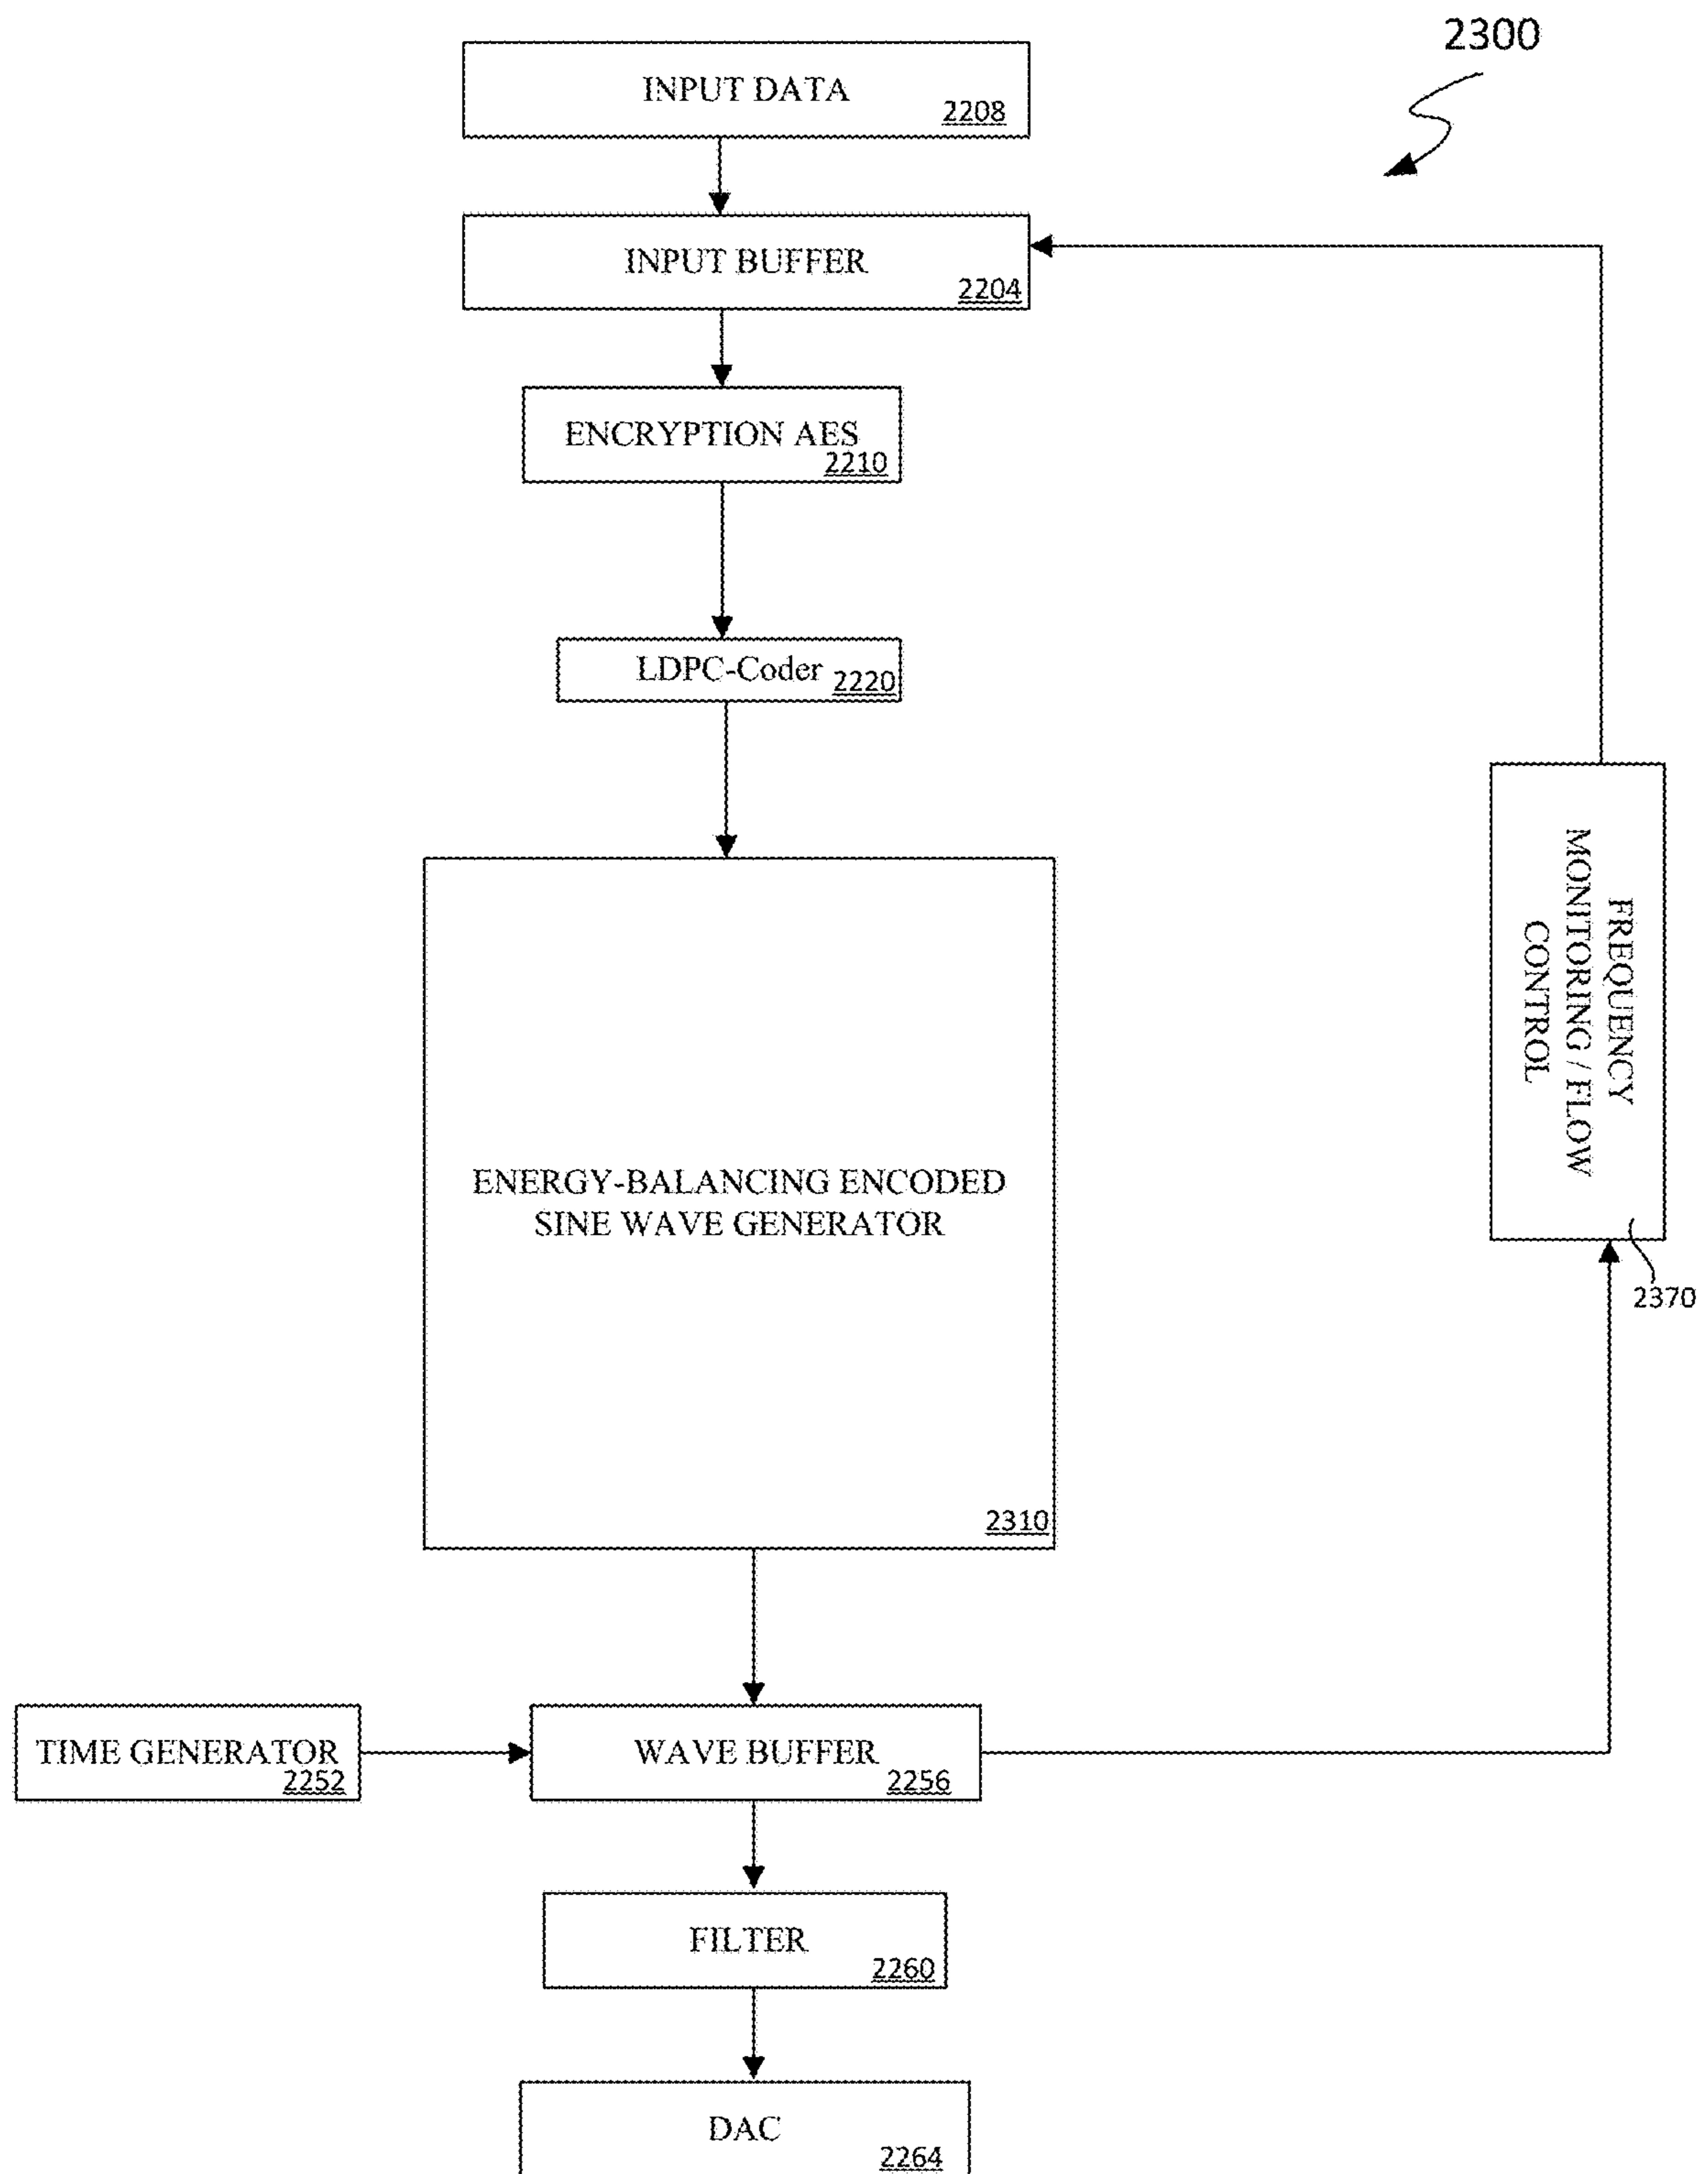 2300
INPUT DATA
2208
INPUT BUFFER
2204
ENCRYPTION AES
2210
LDPC-Coder
2220
FREQUENCY
MONITORING / FLOW
CONTROL
2370
ENERGY-BALANCING ENCODED
SINE WAVE GENERATOR
2310
TIME GENERATOR
2252
WAVE BUFFER
2256
FILTER
2260
DAC
2264